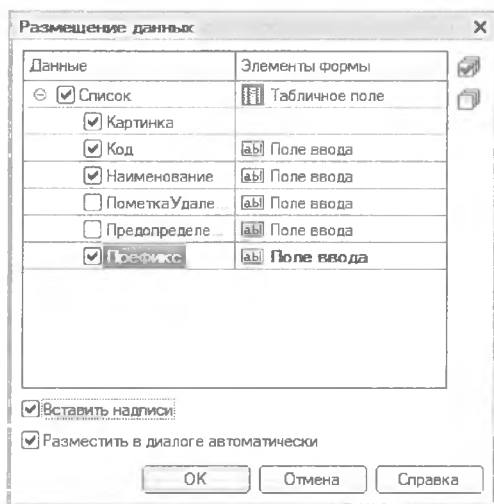 Размещение данных
Данные Элементы формы
Список Табличное поле
Картинка
Код Поле ввода
Наименование Поле ввода
ПометкаУдале... Поле ввода
Предопределе... Поле ввода
Префикс Поле ввода
Вставить надписи
Разместить в диалоге автоматически
OK Отмена Справка